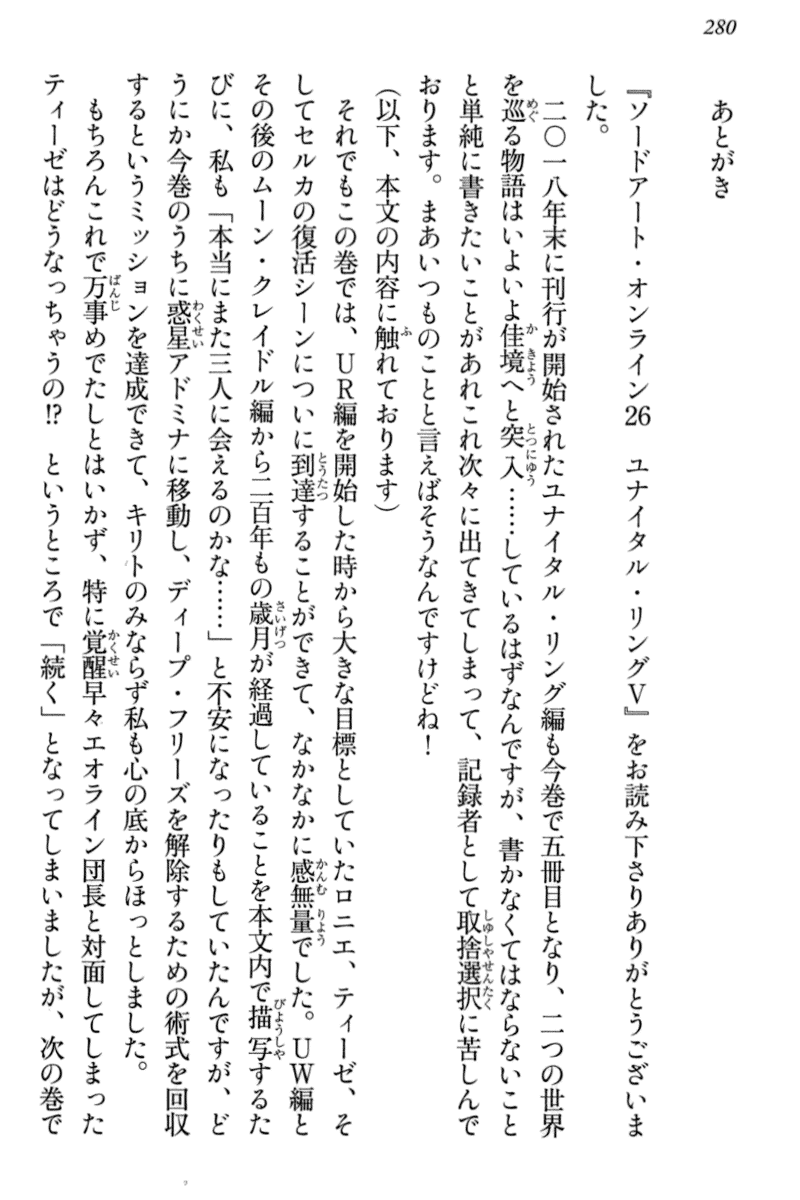 280
あとがき
『ソードアート・オンライン26　ユナイタル・リングⅤ』をお読み下さりありがとうございま
した。
　二〇一八年末に刊行が開始されたユナイタル・リング編も今巻で五冊目となり、二つの世界
を巡る物語はいよいよ佳境へと突入……しているはずなんですが、書かなくてはならないこと
と単純に書きたいことがあれこれ次々に出てきてしまって、記録者として取捨選択に苦しんで
おります。まあいつものことと言えばそうなんですけどね！
（以下、本文の内容に触れております）
　それでもこの巻では、UR編を開始した時から大きな目標としていたロニエ、ティーゼ、そ
してセルカの復活シーンについに到達することができて、なかなかに感無量でした。UW編と
その後のムーン・クレイドル編から二百年もの歳月が経過していることを本文内で描写するた
びに、私も「本当にまた三人に会えるのかな……」と不安になったりもしていたんですが、ど
うにか今巻のうちに惑星アドミナに移動し、ディープ・フリーズを解除するための術式を回収
するというミッションを達成できて、キリトのみならず私も心の底からほっとしました。
　もちろんこれで万事めでたしとはいかず、特に覚醒早々エオライン団長と対面してしまった
ティーゼはどうなっちゃうの!?　というところで「続く」となってしまいましたが、次の巻で